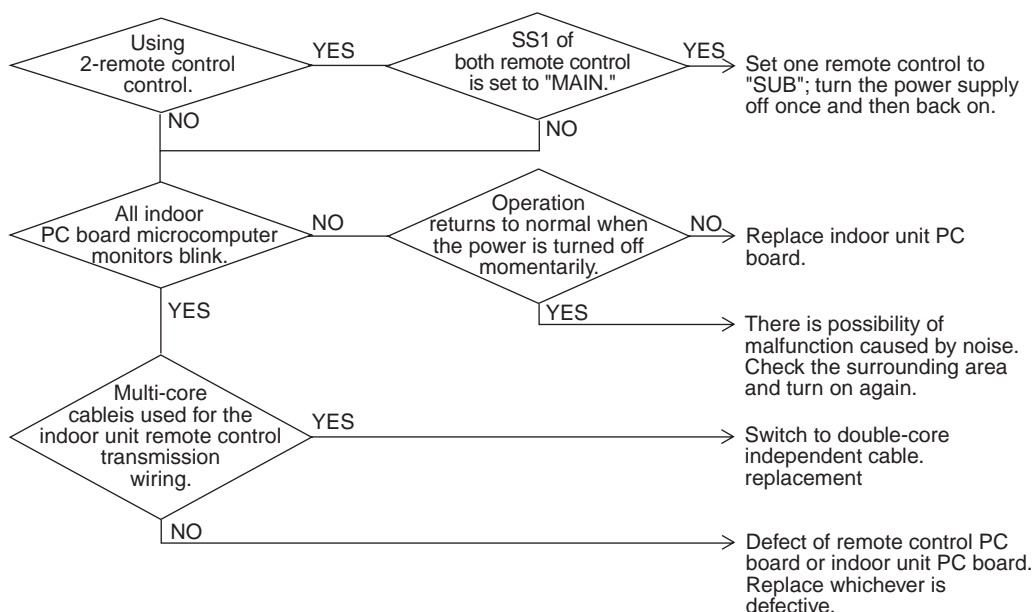 Using
2-remote control
control.
YES
SS1 of
both remote control
is set to "MAIN."
YES
Set one remote control to
"SUB"; turn the power supply
off once and then back on.
NO
NO
All indoor
PC board microcomputer
monitors blink.
NO
Operation
returns to normal when
the power is turned off
momentarily.
NO
Replace indoor unit PC
board.
YES
YES
There is possibility of
malfunction caused by noise.
Check the surrounding area
and turn on again.
Multi-core
cableis used for the
indoor unit remote control
transmission
wiring.
YES
Switch to double-core
independent cable.
replacement
NO
Defect of remote control PC
board or indoor unit PC board.
Replace whichever is
defective.